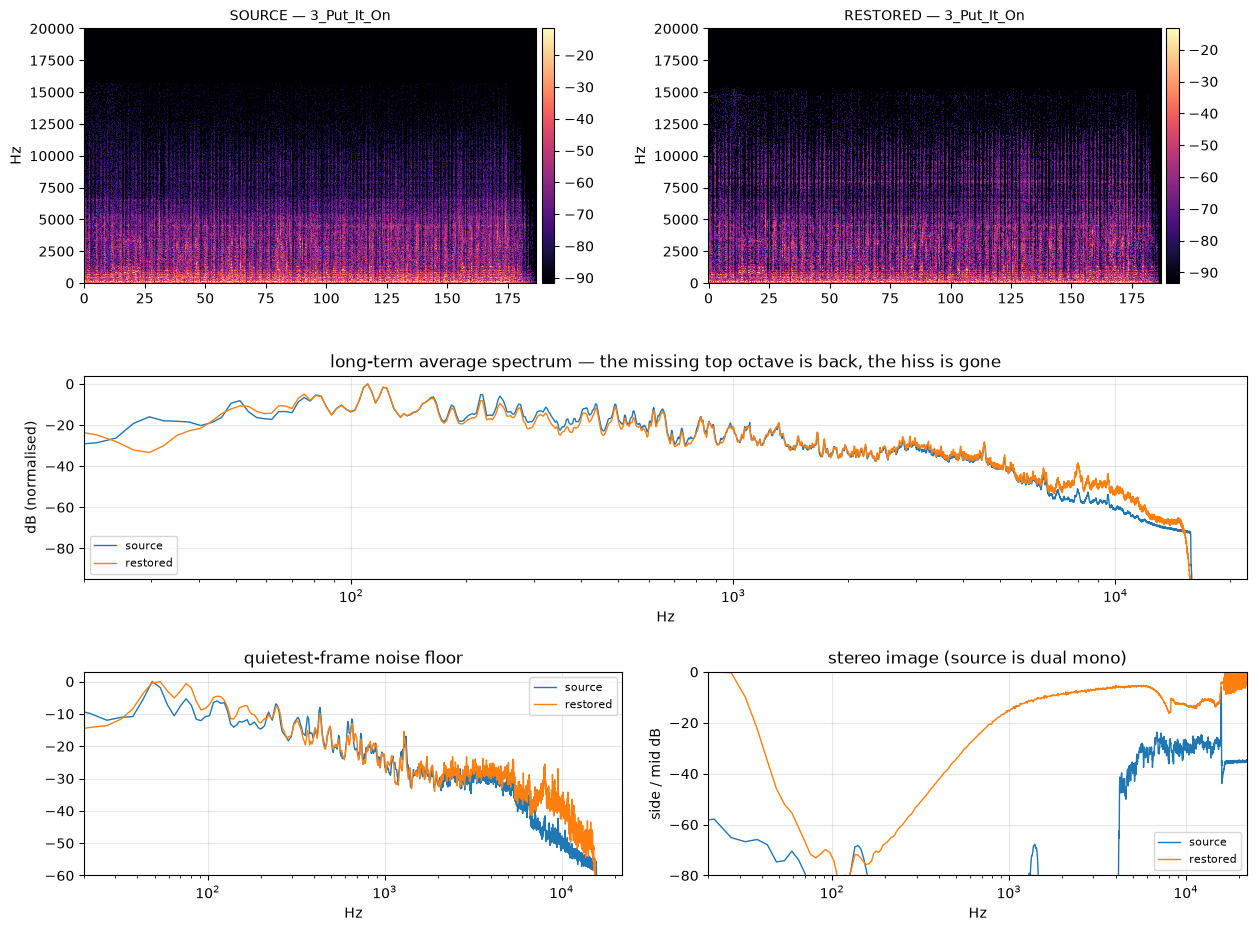 SOURCE — 3_Put_It_On
RESTORED — 3_Put_It_On
20000
17500
15000
12500
10000
7500
5000
2500
0
Hz
0 25 50 75 100 125 150 175
−20
−30
−40
−50
−60
−70
−80
−90
20000
17500
15000
12500
10000
7500
5000
2500
0
Hz
0 25 50 75 100 125 150 175
−20
−30
−40
−50
−60
−70
−80
−90
long-term average spectrum — the missing top octave is back, the hiss is gone
0
−20
−40
−60
−80
dB (normalised)
source
restored
10² 10³ 10⁴
Hz
quietest-frame noise floor
0
−10
−20
−30
−40
−50
−60
source
restored
10² 10³ 10⁴
Hz
stereo image (source is dual mono)
0
−20
−40
−60
−80
side / mid dB
source
restored
10² 10³ 10⁴
Hz